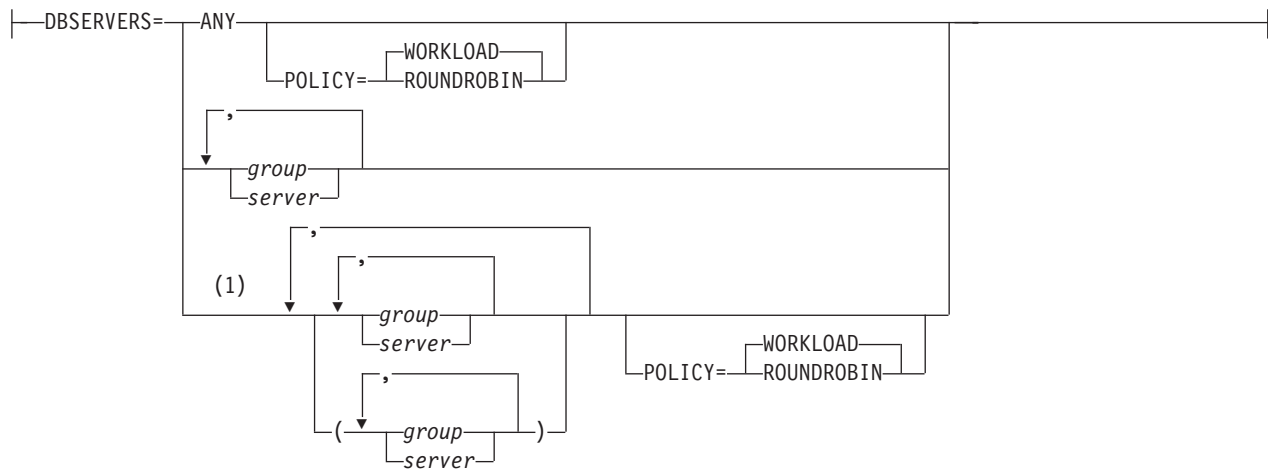 DBSERVERS= ANY
WORKLOAD
POLICY= ROUNDROBIN
,
group
server
,
,
(1)
group
server
WORKLOAD
POLICY= ROUNDROBIN
,
( group )
server